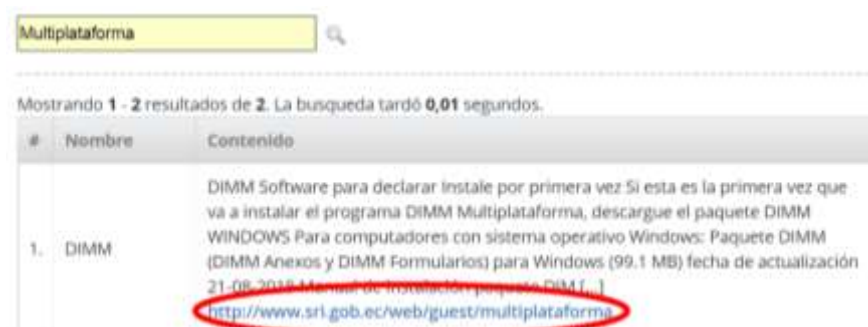 Multiplataforma
Mostrando 1 - 2 resultados de 2. La busqueda tardó 0,01 segundos.
# Nombre Contenido
DIMM Software para declarar Instale por primera vez Si esta es la primera vez que
va a instalar el programa DIMM Multiplataforma, descargue el paquete DIMM
WINDOWS Para computadores con sistema operativo Windows: Paquete DIMM
1. DIMM
(DIMM Anexos y DIMM Formularios) para Windows (99.1 MB) fecha de actualización
21-08-2018 Manual de instalación paquete DIM [...]
http://www.sri.gob.ec/web/guest/multiplataforma